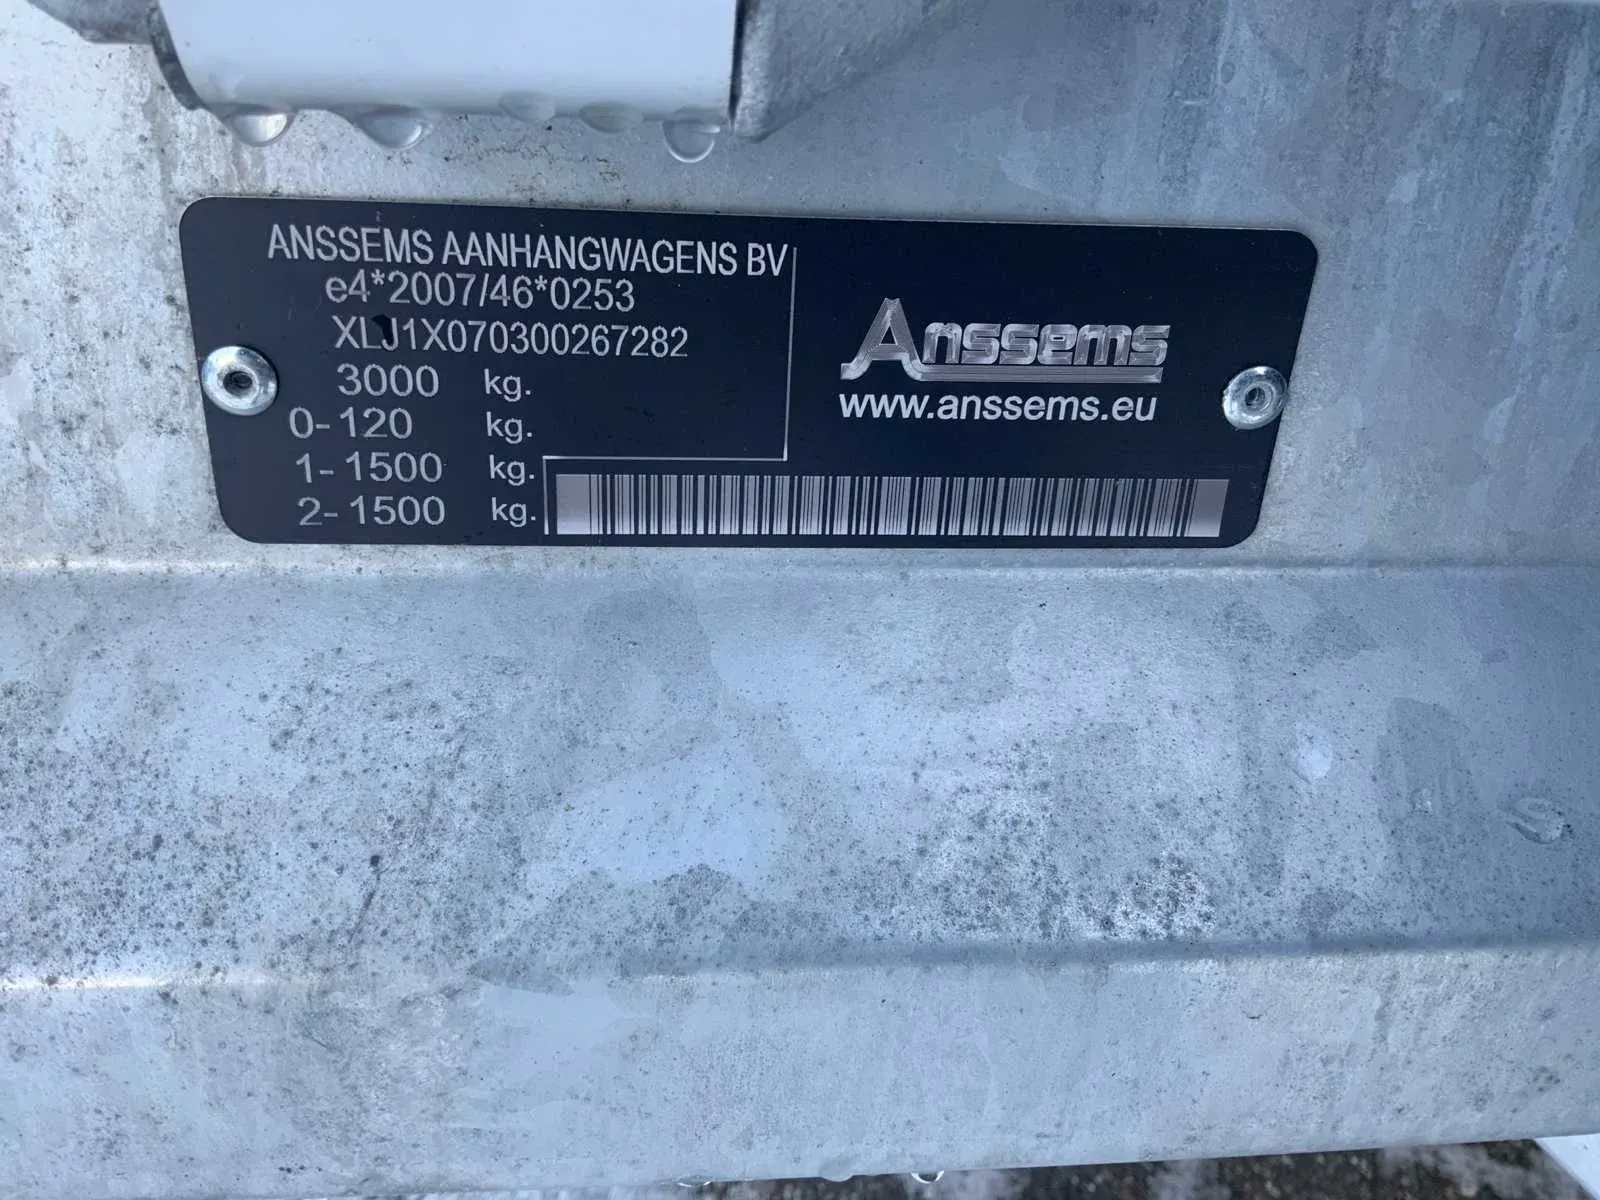 ANSSEMS AANHANGWAGENS BV
e4*2007/46*0253
XLJ1X070300267282
3000 kg.
0-120 kg.
1-1500 kg.
2-1500 kg.
Anssems
www.anssems.eu